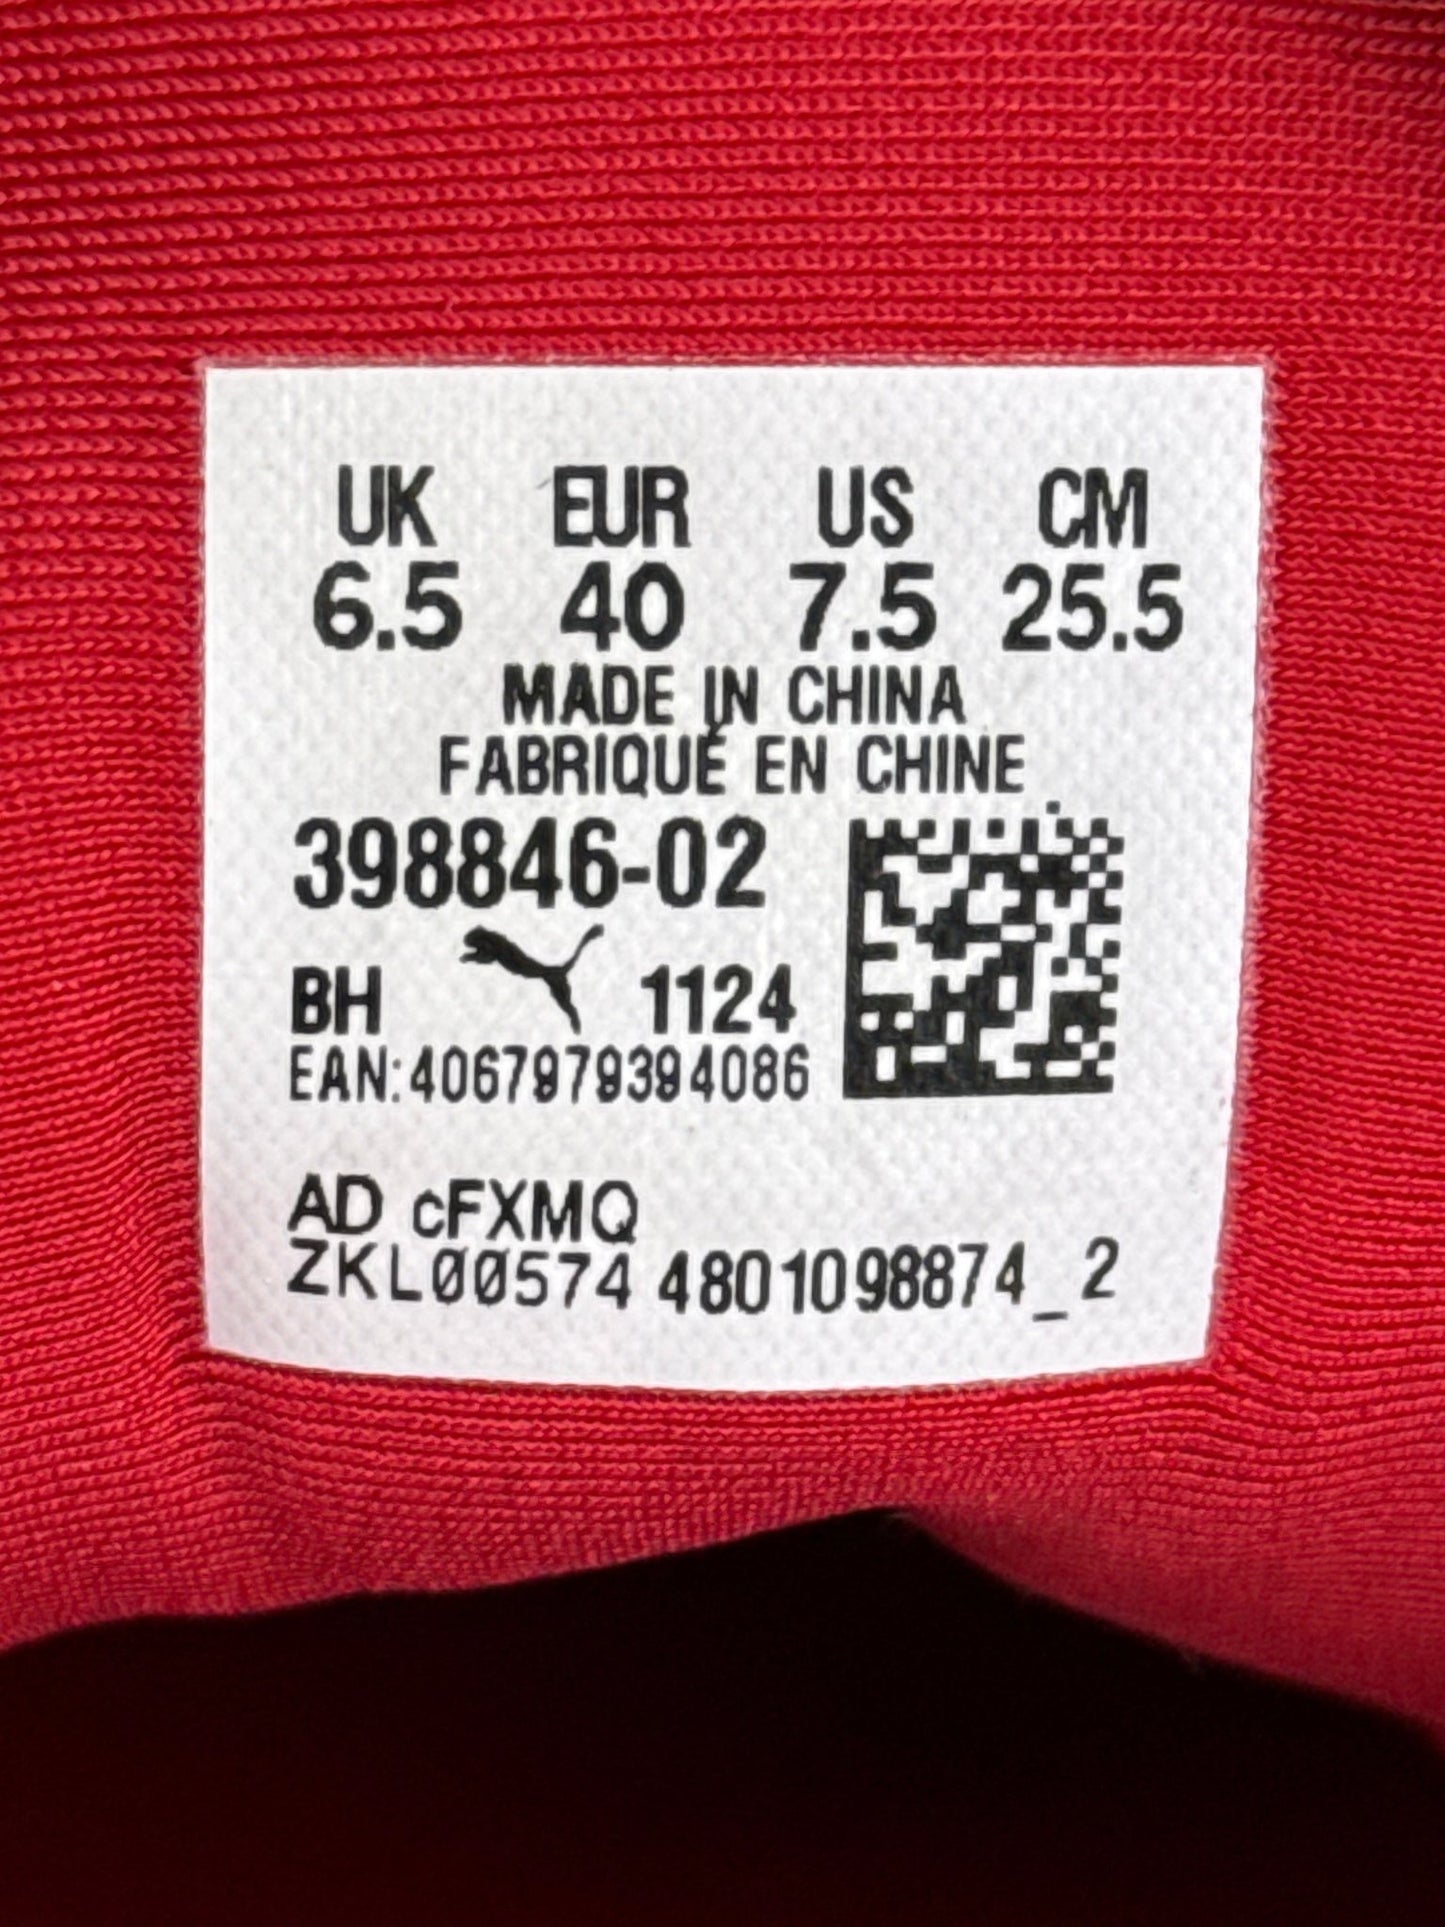 UK EUR US CM
6.5 40 7.5 25.5
MADE IN CHINA
FABRIQUÉ EN CHINE
398846-02
BH 1124
EAN:4067979394086
AD cFXMQ
ZKL00574 4801098874_2